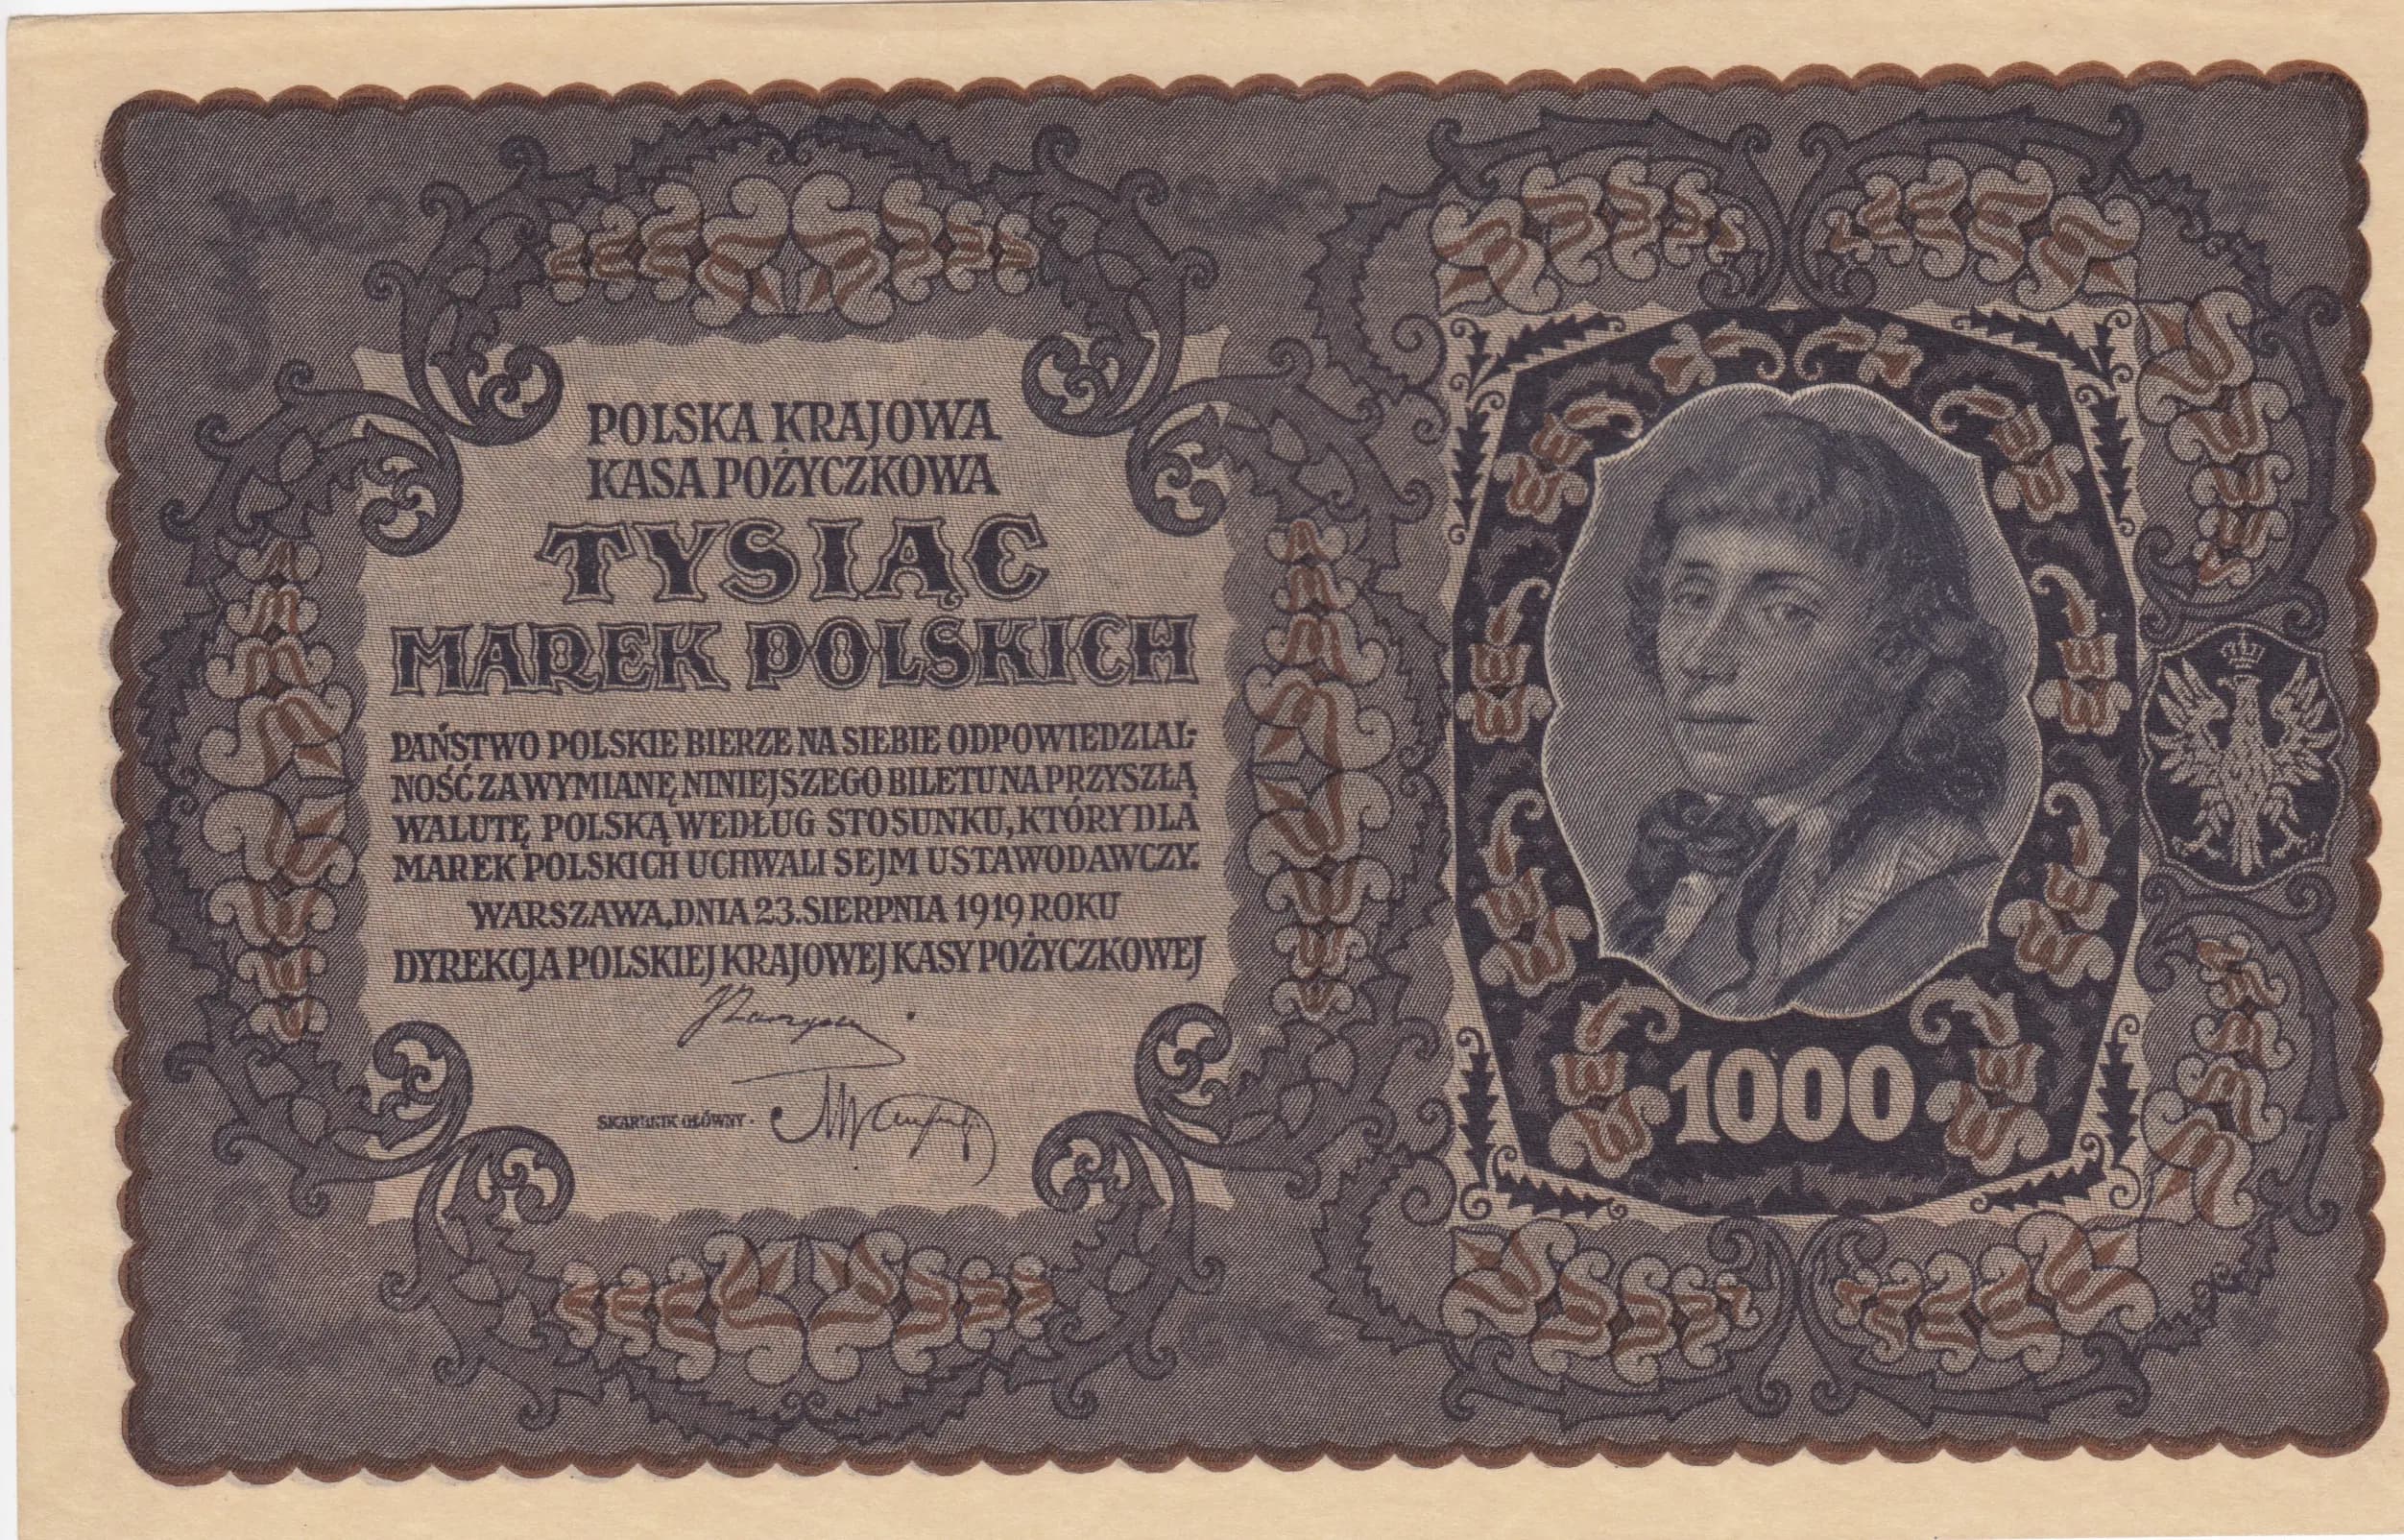 POLSKA KRAJOWA
KASA POŻYCZKOWA
TYSIĄC
MAREK POLSKICH
PAŃSTWO POLSKIE BIERZE NA SIEBIE ODPOWIEDZIAL-
NOŚĆ ZA WYMIANĘ NINIEJSZEGO BILETU NA PRZYSZŁĄ
WALUTĘ POLSKĄ WEDŁUG STOSUNKU, KTÓRY DLA
MAREK POLSKICH UCHWALI SEJM USTAWODAWCZY.
WARSZAWA, DNIA 23. SIERPNIA 1919 ROKU
DYREKCJA POLSKIEJ KRAJOWEJ KASY POŻYCZKOWEJ
SKARBNIK GŁÓWNY
1000